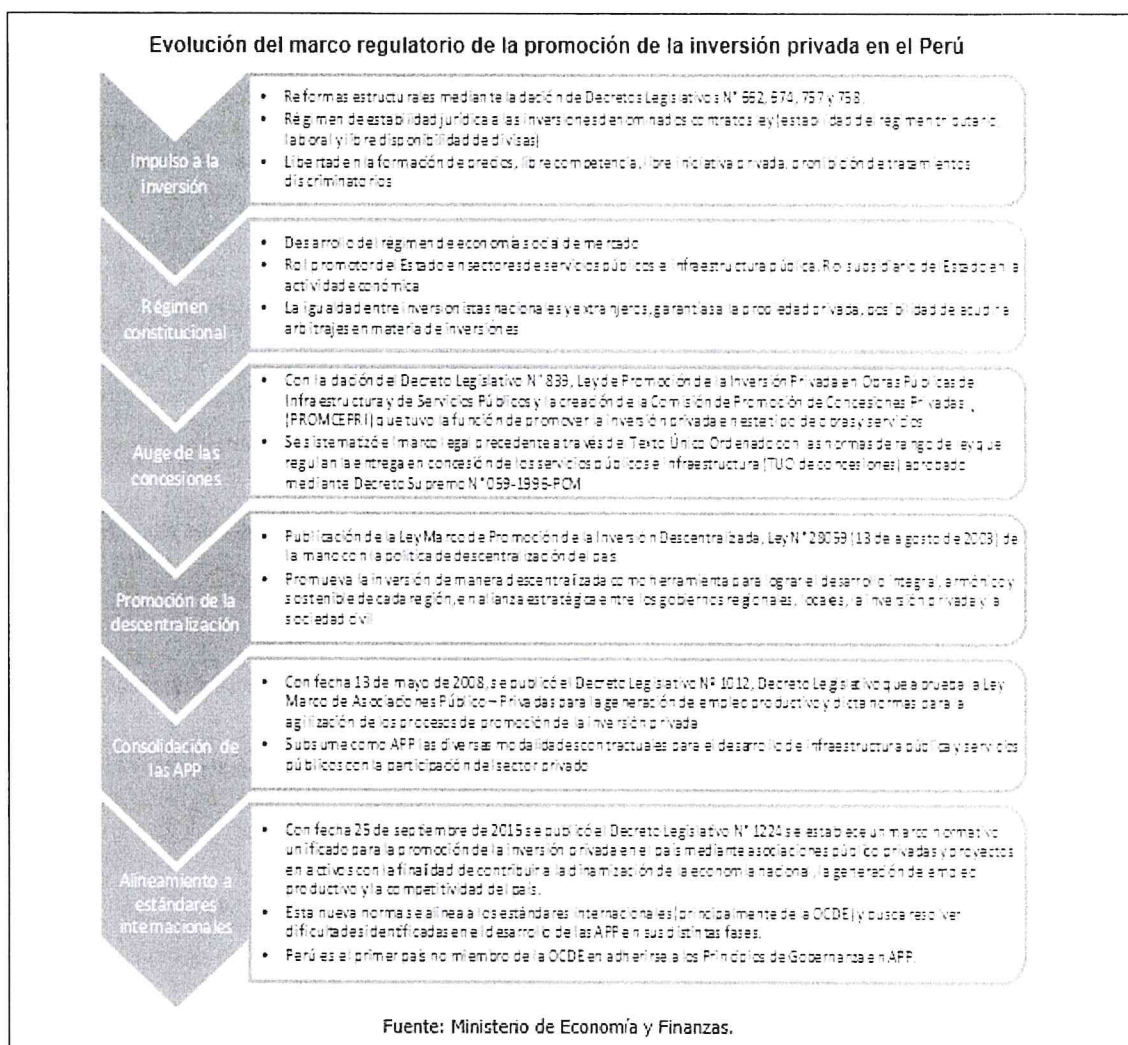 Evolución del marco regulatorio de la promoción de la inversión privada en el Perú
Impulso a la
inversión
• Reformas estructurales mediante la dación de Decretos Legislativos N° 662, 674, 757 y 758.
• Régimen de estabilidad jurídica a las inversiones denominados contratos ley (estabilidad del régimen tributario,
laboral y libre disponibilidad de divisas)
• Libertad en la formación de precios, libre competencia, libre iniciativa privada, prohibición de tratamientos
discriminatorios
Régimen
constitucional
• Desarrollo del régimen de economía social de mercado
• Rol promotor del Estado en sectores de servicios públicos e infraestructura pública. Rol subsidiario del Estado en la
actividad económica
• La igualdad entre inversionistas nacionales y extranjeros, garantías a la propiedad privada, posibilidad de acudir a
arbitrajes en materia de inversiones
Auge de las
concesiones
• Con la dación del Decreto Legislativo N° 839, Ley de Promoción de la Inversión Privada en Obras Públicas de
Infraestructura y de Servicios Públicos y la creación de la Comisión de Promoción de Concesiones Privadas
(PROMCEPRI) que tuvo la función de promover la inversión privada en este tipo de obras y servicios
• Se sistematizó el marco legal precedente a través del Texto Único Ordenado con las normas de rango de ley que
regulan la entrega en concesión de los servicios públicos e infraestructura (TUO de concesiones) aprobado
mediante Decreto Supremo N° 059-1996-PCM
Promoción de la
descentralización
• Publicación de la Ley Marco de Promoción de la Inversión Descentralizada, Ley N° 28059 (13 de agosto de 2003) de
la mano con la política de descentralización del país
• Promueva la inversión de manera descentralizada como herramienta para lograr el desarrollo integral, armónico y
sostenible de cada región, en alianza estratégica entre los gobiernos regionales, locales, la inversión privada y la
sociedad civil
Consolidación de
las APP
• Con fecha 13 de mayo de 2008, se publicó el Decreto Legislativo Nº 1012, Decreto Legislativo que aprueba la Ley
Marco de Asociaciones Público – Privadas para la generación de empleo productivo y dicta normas para la
agilización de los procesos de promoción de la inversión privada
• Subsume como APP las diversas modalidades contractuales para el desarrollo de infraestructura pública y servicios
públicos con la participación del sector privado
Alineamiento a
estándares
internacionales
• Con fecha 25 de septiembre de 2015 se publicó el Decreto Legislativo N° 1224 se establece un marco normativo
unificado para la promoción de la inversión privada en el país mediante asociaciones público privadas y proyectos
en activos con la finalidad de contribuir a la dinamización de la economía nacional, la generación de empleo
productivo y la competitividad del país.
• Esta nueva norma se alinea a los estándares internacionales (principalmente de la OCDE) y busca resolver
dificultades identificadas en el desarrollo de las APP en sus distintas fases.
• Perú es el primer país no miembro de la OCDE en adherirse a los Principios de Gobernanza en APP.
Fuente: Ministerio de Economía y Finanzas.